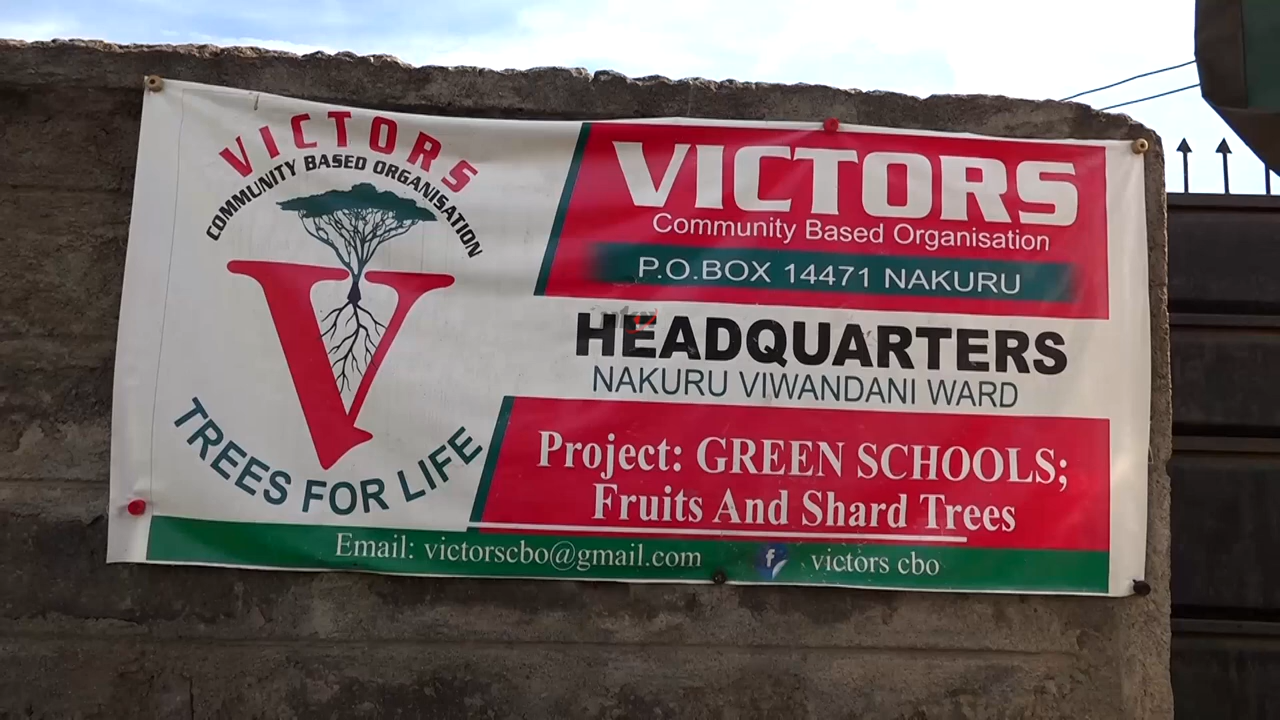 VICTORS
COMMUNITY BASED ORGANISATION
V
TREES FOR LIFE
VICTORS
Community Based Organisation
P.O.BOX 14471 NAKURU
HEADQUARTERS
NAKURU VIWANDANI WARD
Project: GREEN SCHOOLS;
Fruits And Shard Trees
Email: victorscbo@gmail.com
f victors cbo